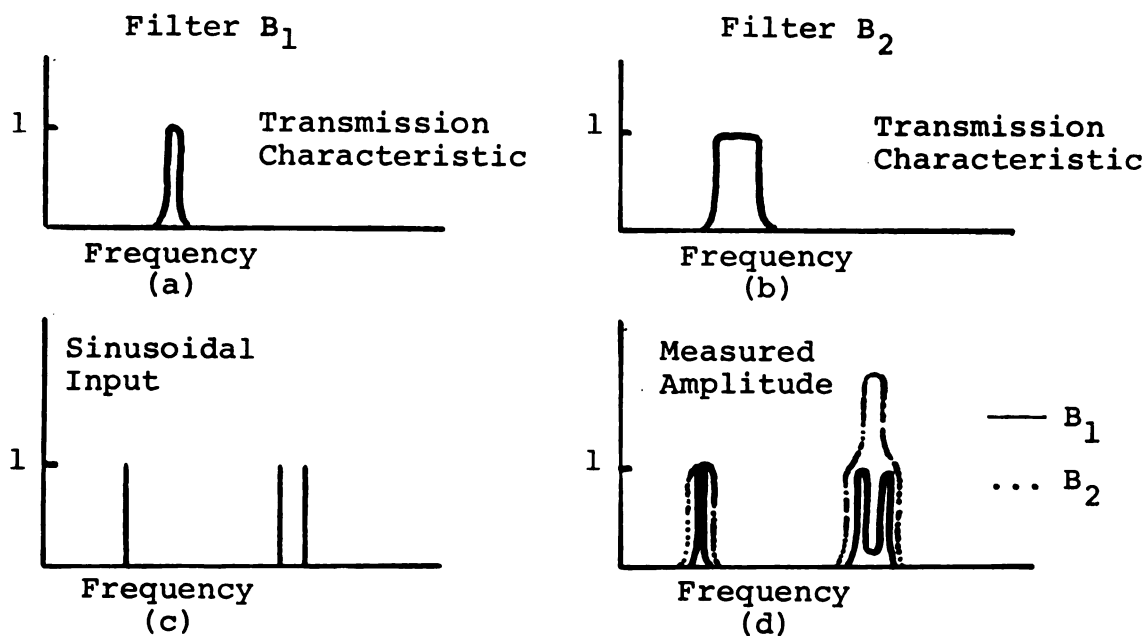 Filter B1
1
Transmission
Characteristic
Frequency
(a)
Filter B2
1
Transmission
Characteristic
Frequency
(b)
Sinusoidal
Input
1
Frequency
(c)
Measured
Amplitude
1
B1
B2
Frequency
(d)